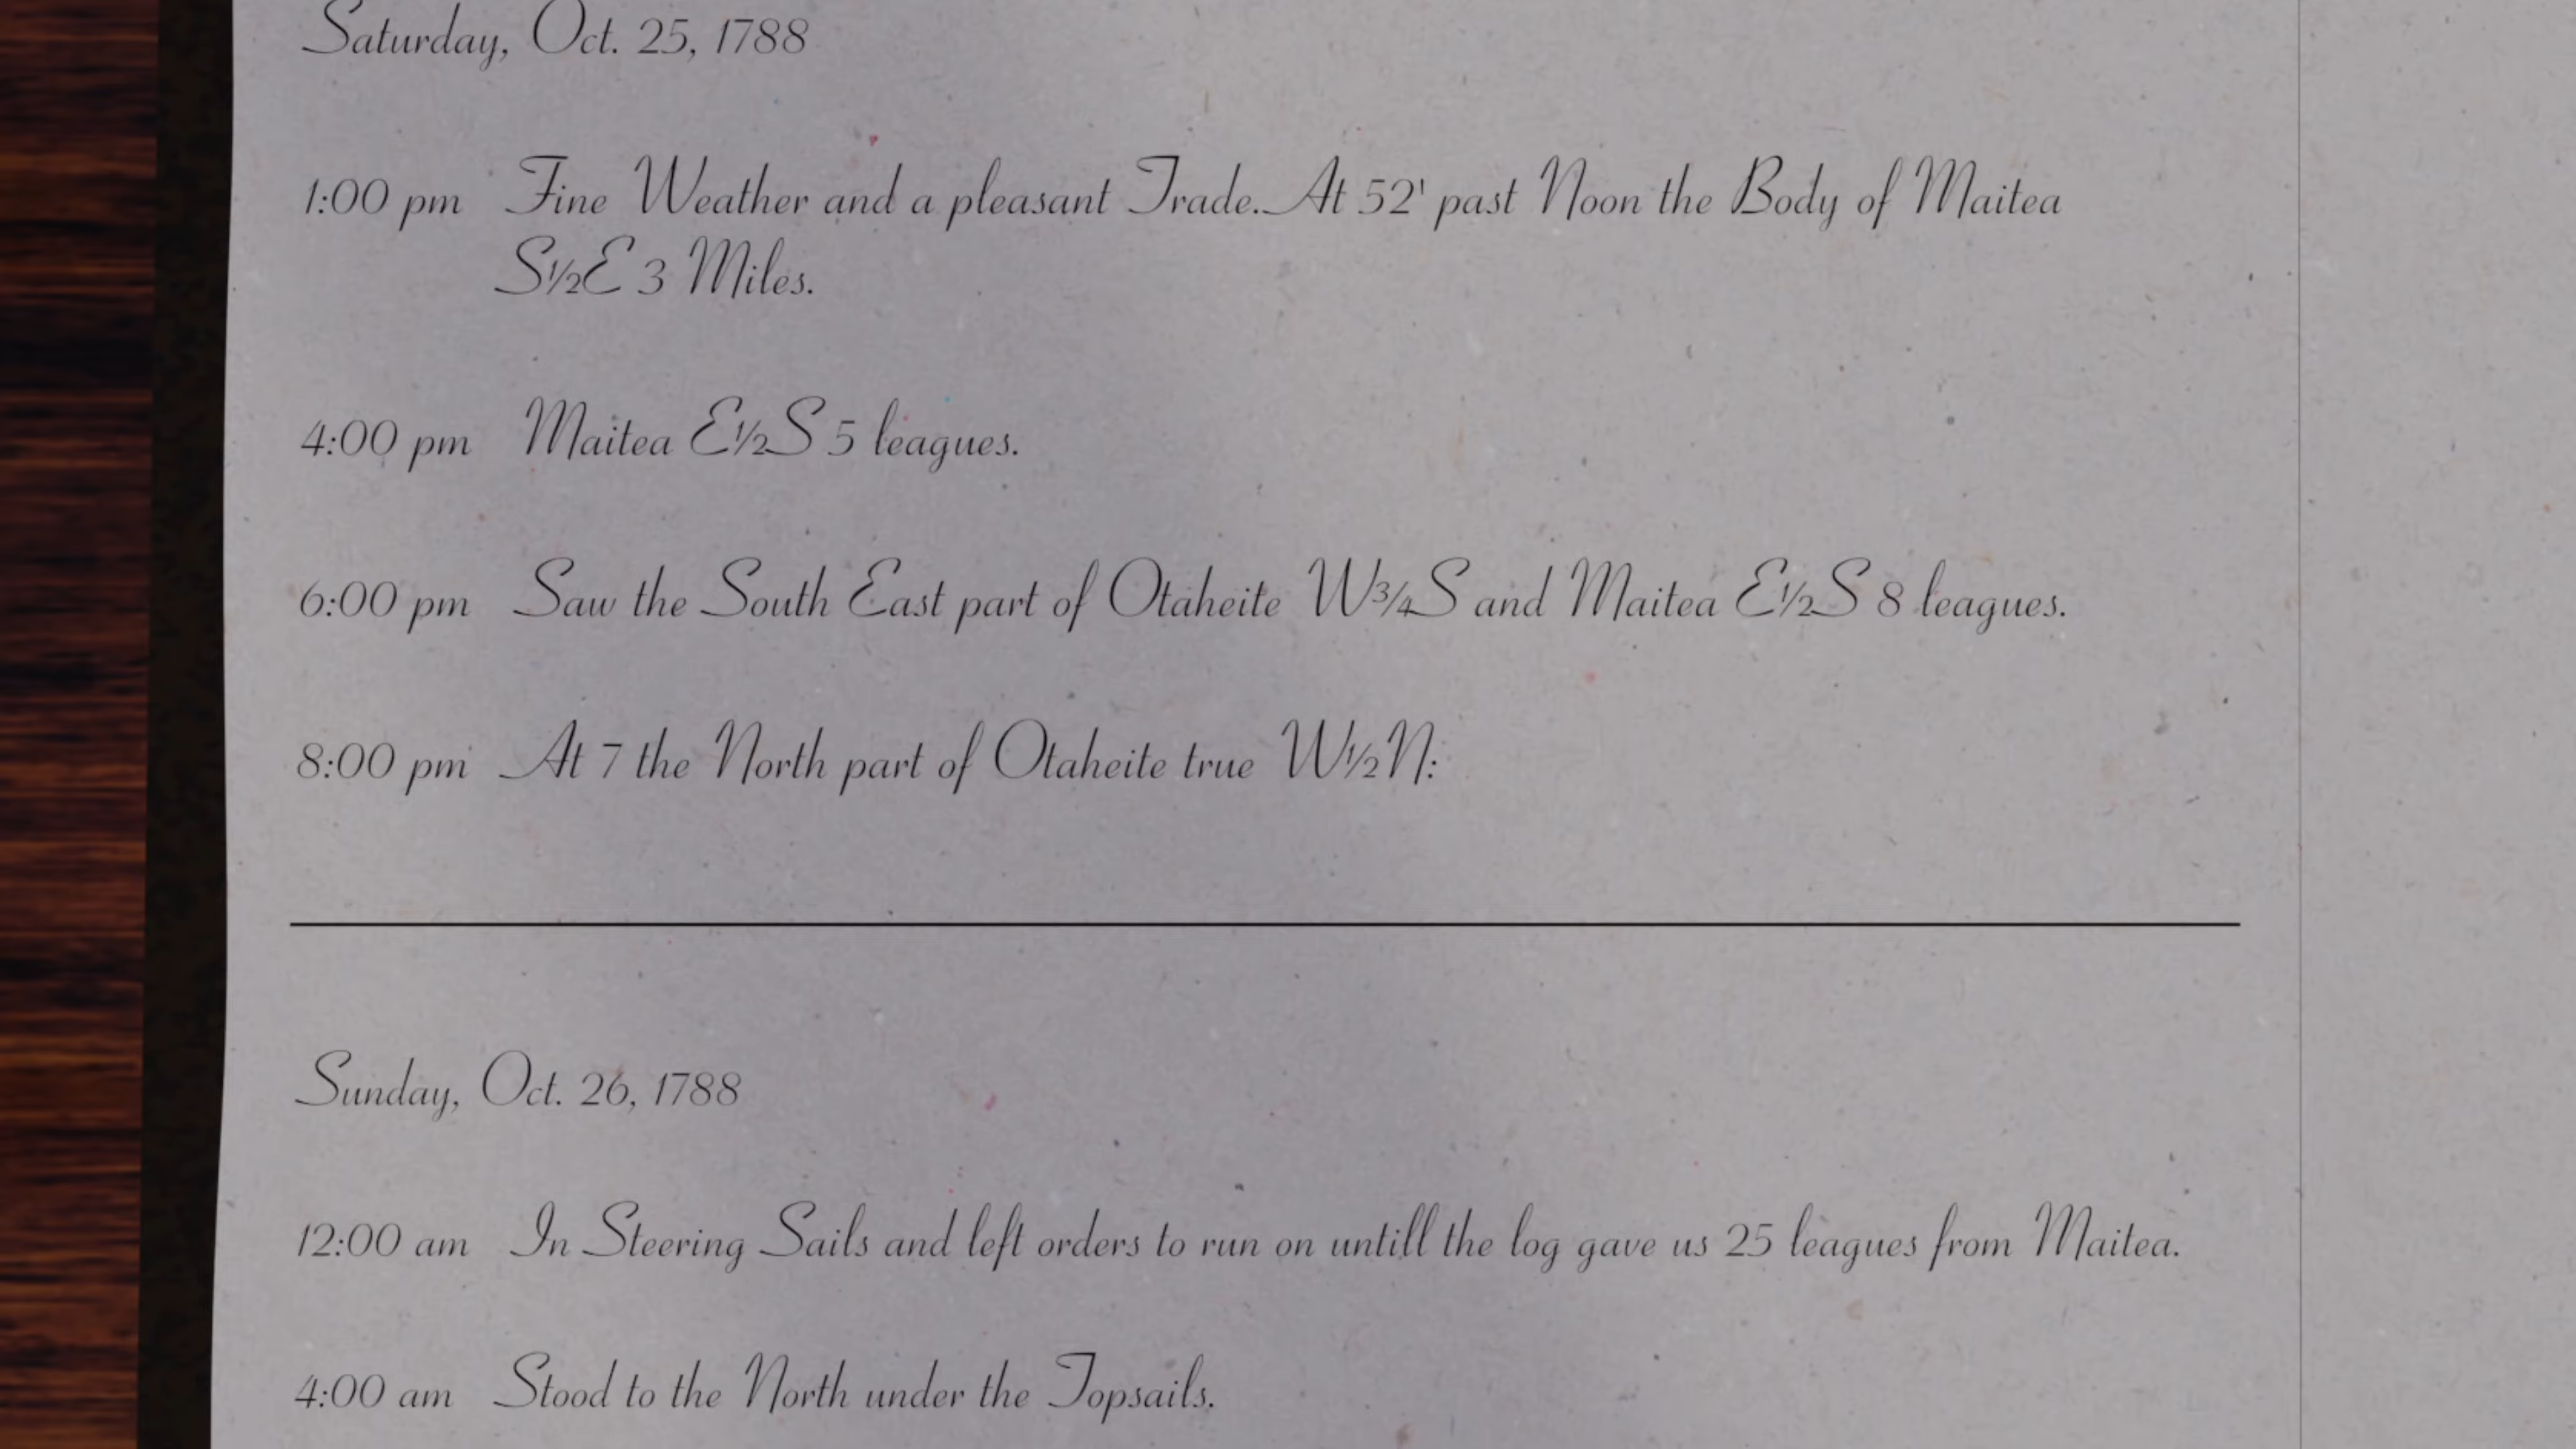 Saturday, Oct. 25, 1788
1:00 pm Fine Weather and a pleasant Trade. At 52' past Noon the Body of Maitea
S½E 3 Miles.
4:00 pm Maitea E½S 5 leagues.
6:00 pm Saw the South East part of Otaheite W¾S and Maitea E½S 8 leagues.
8:00 pm At 7 the North part of Otaheite true W½N:
Sunday, Oct. 26, 1788
12:00 am In Steering Sails and left orders to run on untill the log gave us 25 leagues from Maitea.
4:00 am Stood to the North under the Topsails.